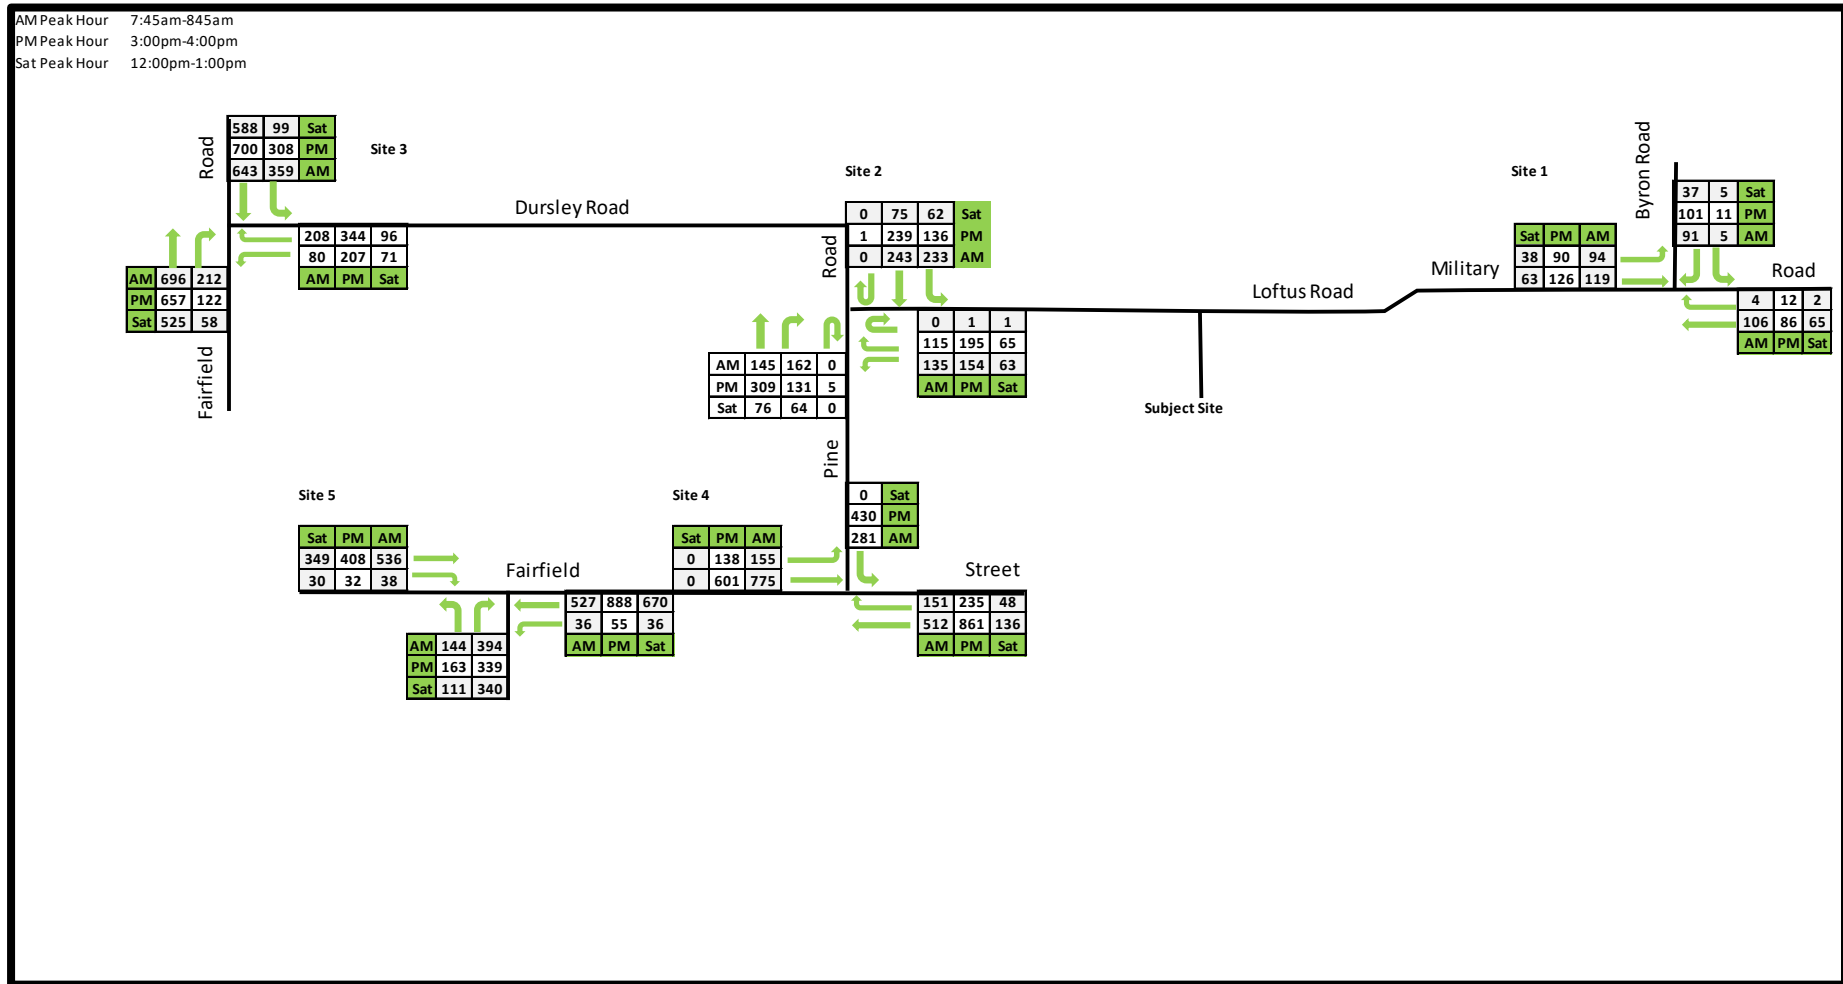 AM Peak Hour 7:45am-845am
PM Peak Hour 3:00pm-4:00pm
Sat Peak Hour 12:00pm-1:00pm
588 99 Sat
700 308 PM
643 359 AM
Road
Site 3
Dursley Road
208 344 96
80 207 71
AM PM Sat
AM 696 212
PM 657 122
Sat 525 58
Fairfield
Site 2
0 75 62 Sat
1 239 136 PM
0 243 233 AM
Road
0 1 1
115 195 65
135 154 63
AM PM Sat
AM 145 162 0
PM 309 131 5
Sat 76 64 0
Pine
Loftus Road
Subject Site
Military
Site 1
Sat PM AM
38 90 94
63 126 119
Byron Road
37 5 Sat
101 11 PM
91 5 AM
Road
4 12 2
106 86 65
AM PM Sat
Site 5
Sat PM AM
349 408 536
30 32 38
Fairfield
AM 144 394
PM 163 339
Sat 111 340
527 888 670
36 55 36
AM PM Sat
Site 4
Sat PM AM
0 138 155
0 601 775
0 Sat
430 PM
281 AM
Street
151 235 48
512 861 136
AM PM Sat